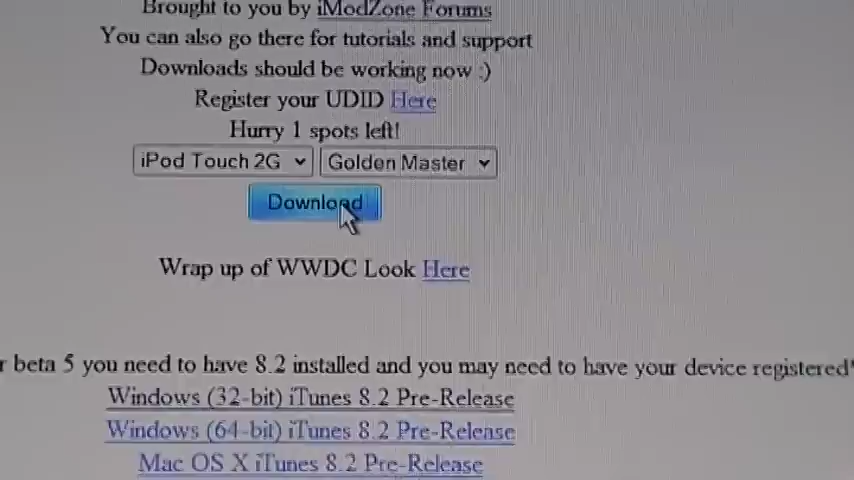 Brought to you by iModZone Forums
You can also go there for tutorials and support
Downloads should be working now :)
Register your UDID Here
Hurry 1 spots left!
iPod Touch 2G Golden Master
Download
Wrap up of WWDC Look Here
beta 5 you need to have 8.2 installed and you may need to have your device registered*
Windows (32-bit) iTunes 8.2 Pre-Release
Windows (64-bit) iTunes 8.2 Pre-Release
Mac OS X iTunes 8.2 Pre-Release